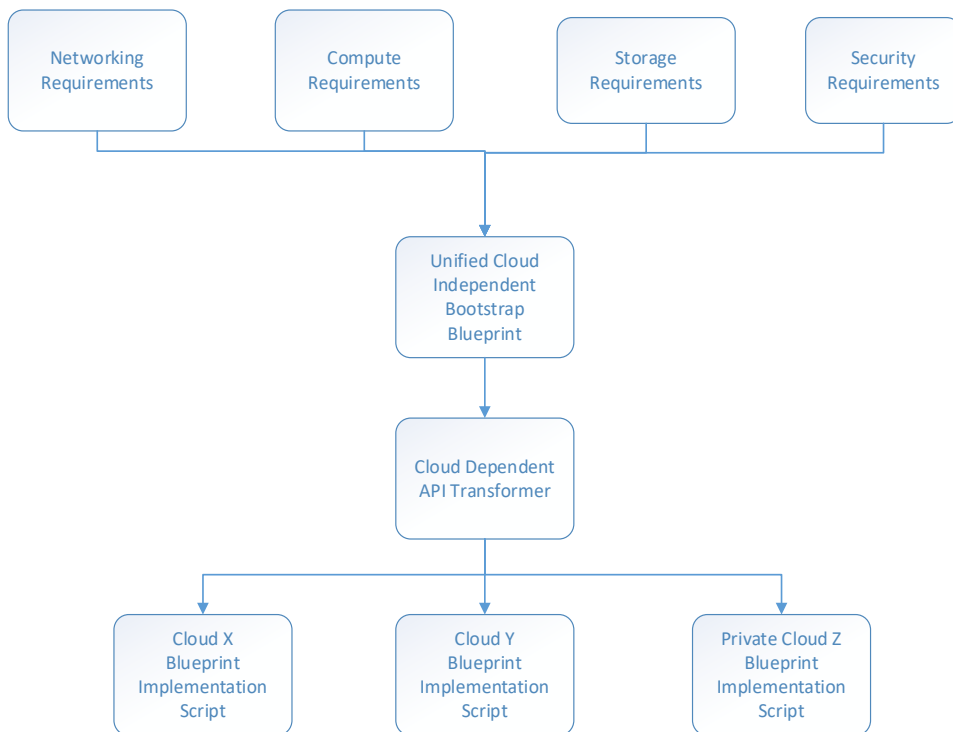 Networking
Requirements
Compute
Requirements
Storage
Requirements
Security
Requirements
Unified Cloud
Independent
Bootstrap
Blueprint
Cloud Dependent
API Transformer
Cloud X
Blueprint
Implementation
Script
Cloud Y
Blueprint
Implementation
Script
Private Cloud Z
Blueprint
Implementation
Script